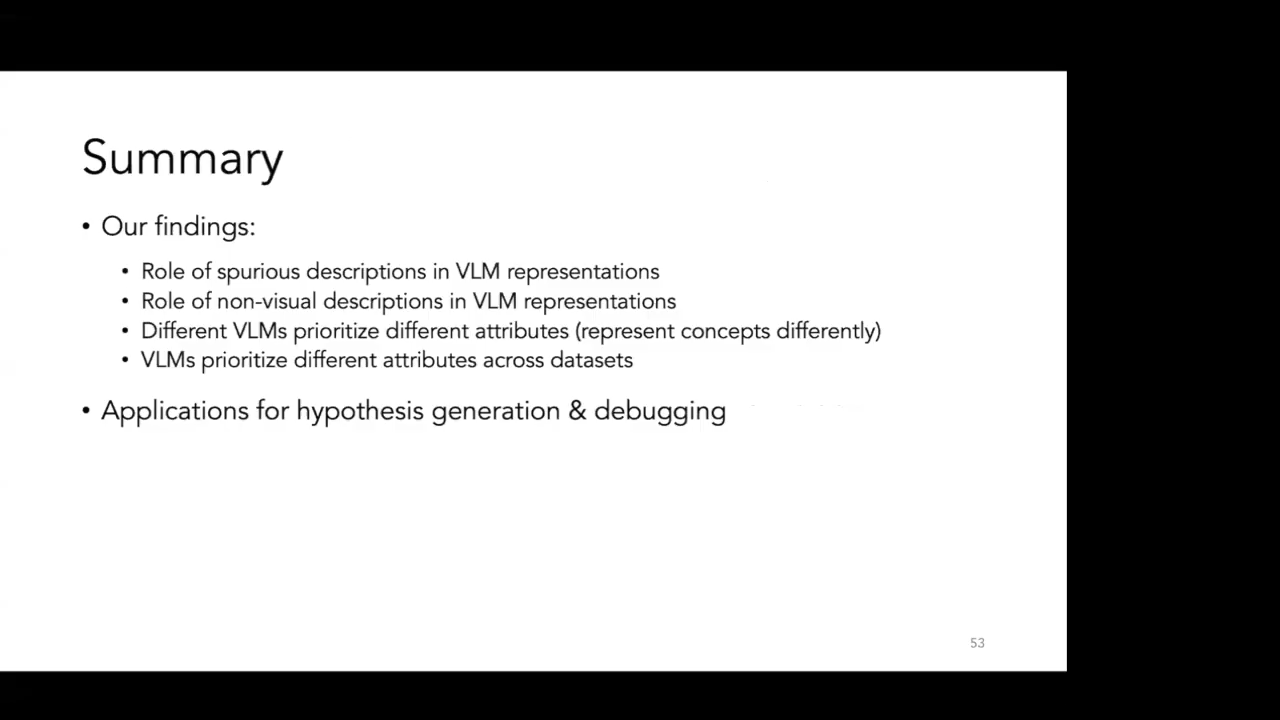 Summary
• Our findings:
• Role of spurious descriptions in VLM representations
• Role of non-visual descriptions in VLM representations
• Different VLMs prioritize different attributes (represent concepts differently)
• VLMs prioritize different attributes across datasets
• Applications for hypothesis generation & debugging
53